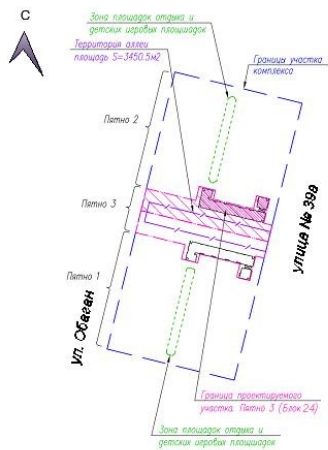 С
Зона площадок отдыха и
детских игровых площадок
Территория аллеи
площадь S=3450.5м2
Границы участка
комплекса
Пятно 2
Пятно 3
Пятно 1
улица № 39а
ул. Обаган
Граница проектируемого
участка. Пятно 3 (Блок 24)
Зона площадок отдыха и
детских игровых площадок